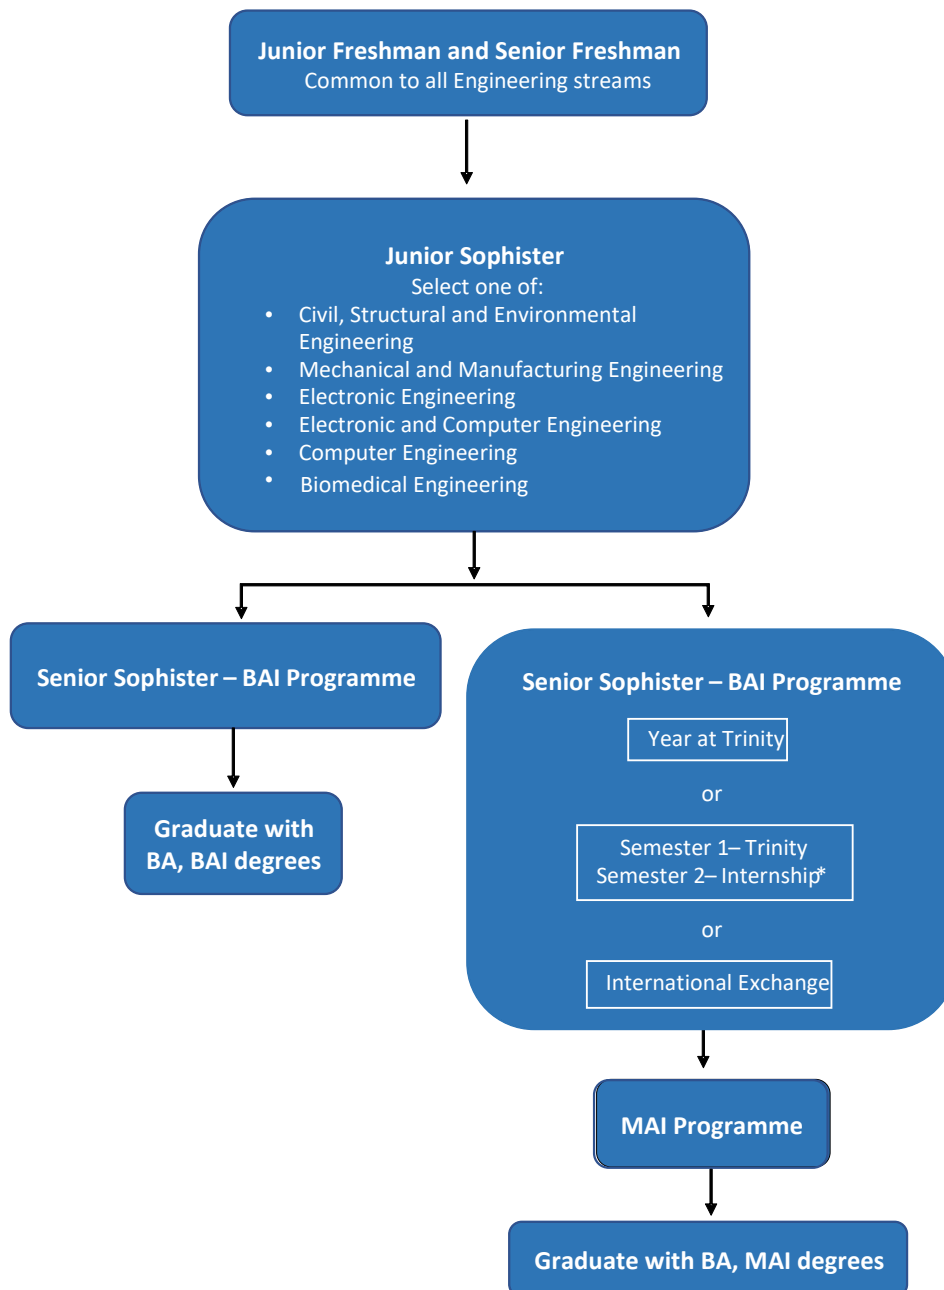 Junior Freshman and Senior Freshman
Common to all Engineering streams
Junior Sophister
Select one of:
• Civil, Structural and Environmental
Engineering
• Mechanical and Manufacturing Engineering
• Electronic Engineering
• Electronic and Computer Engineering
• Computer Engineering
• Biomedical Engineering
Senior Sophister – BAI Programme
Graduate with
BA, BAI degrees
Senior Sophister – BAI Programme
Year at Trinity
or
Semester 1– Trinity
Semester 2– Internship*
or
International Exchange
MAI Programme
Graduate with BA, MAI degrees